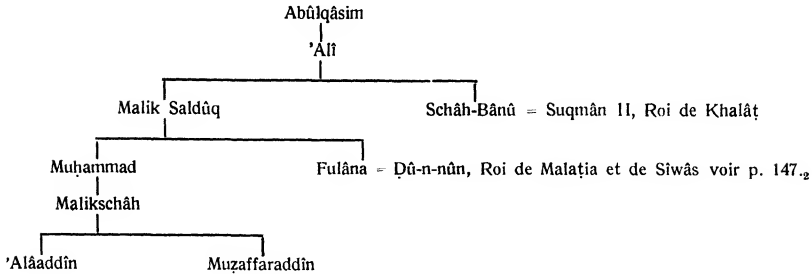 Abûlqâsim
'Alî
Malik Saldûq Schâh-Bânû = Suqmân II, Roi de Khalâṭ
Muḥammad Fulâna = Ḍû-n-nûn, Roi de Malaṭia et de Sîwâs voir p. 147.₂
Malikschâh
'Alâaddîn Muẓaffaraddîn